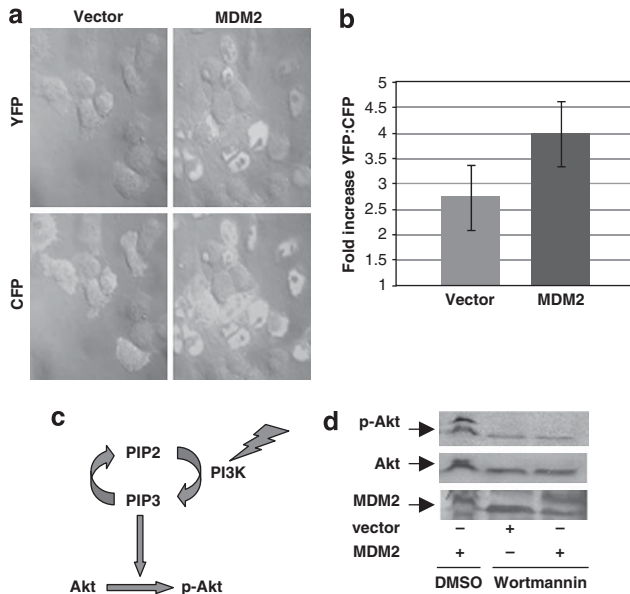 a
Vector
MDM2
YFP
CFP
b
Fold increase YFP:CFP
5
4.5
4
3.5
3
2.5
2
1.5
1
Vector
MDM2
c
PIP2
PI3K
PIP3
Akt
p-Akt
d
p-Akt
Akt
MDM2
vector – + –
MDM2 + – +
DMSO Wortmannin